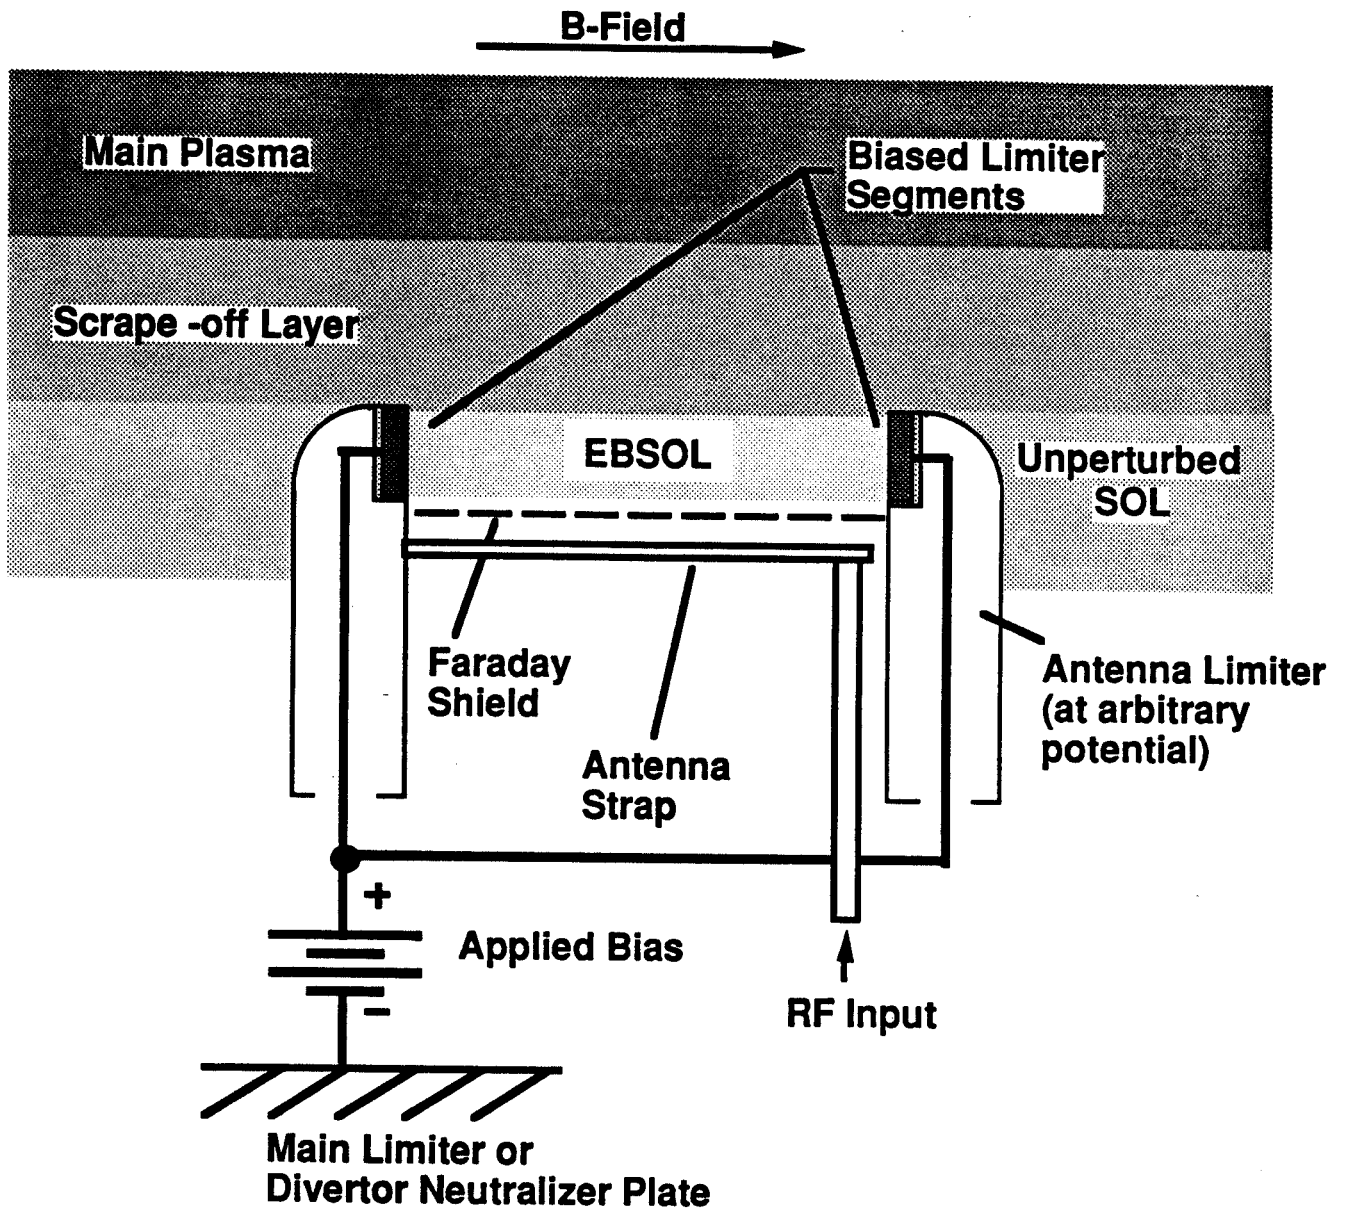 B-Field
Main Plasma
Biased Limiter
Segments
Scrape -off Layer
EBSOL
Unperturbed
SOL
Faraday
Shield
Antenna Limiter
(at arbitrary
potential)
Antenna
Strap
+
Applied Bias
-
RF Input
Main Limiter or
Divertor Neutralizer Plate